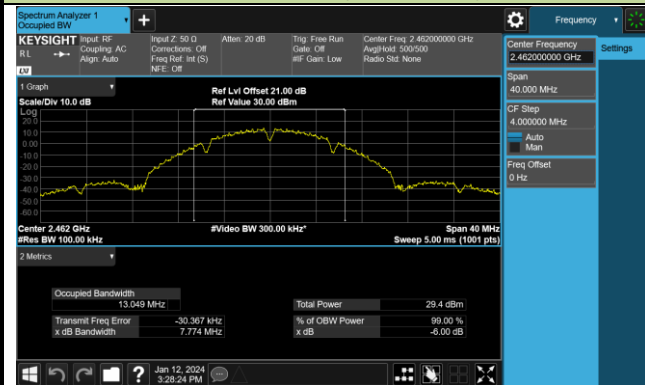 Spectrum Analyzer 1
Occupied BW
+
Frequency
KEYSIGHT
RL
LXI
Input: RF
Coupling: AC
Align: Auto
Input Z: 50 Ω
Corrections: Off
Freq Ref: Int (S)
NFE: Off
Atten: 20 dB
Trig: Free Run
Gate: Off
#IF Gain: Low
Center Freq: 2.462000000 GHz
Avg|Hold: 500/500
Radio Std: None
Center Frequency
2.462000000 GHz
Settings
Span
40.000 MHz
CF Step
4.000000 MHz
Auto
Man
Freq Offset
0 Hz
1 Graph
Scale/Div 10.0 dB
Ref Lvl Offset 21.00 dB
Ref Value 30.00 dBm
Log
20.0
10.0
0.00
-10.0
-20.0
-30.0
-40.0
-50.0
-60.0
Center 2.462 GHz
#Video BW 300.00 kHz*
Span 40 MHz
#Res BW 100.00 kHz
Sweep 5.00 ms (1001 pts)
2 Metrics
Occupied Bandwidth
13.049 MHz
Total Power 29.4 dBm
Transmit Freq Error -30.367 kHz
% of OBW Power 99.00 %
x dB Bandwidth 7.774 MHz
x dB -6.00 dB
?
Jan 12, 2024
3:28:24 PM